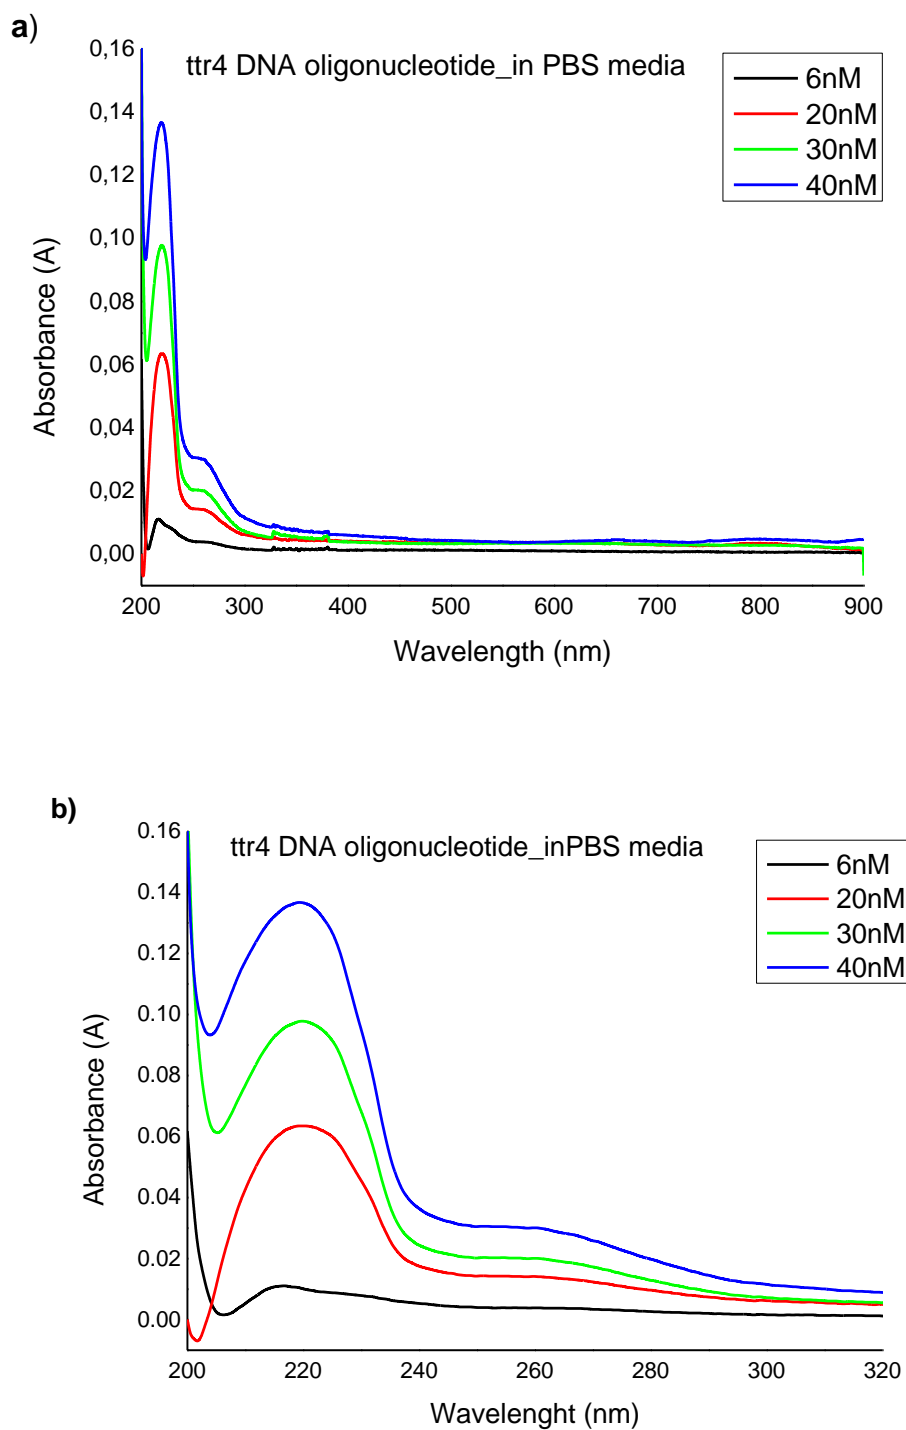 a)
ttr4 DNA oligonucleotide_in PBS media
6nM
20nM
30nM
40nM
0,16
0,14
0,12
0,10
0,08
0,06
0,04
0,02
0,00
Absorbance (A)
200 300 400 500 600 700 800 900
Wavelength (nm)
b)
ttr4 DNA oligonucleotide_inPBS media
6nM
20nM
30nM
40nM
0.16
0.14
0.12
0.10
0.08
0.06
0.04
0.02
0.00
Absorbance (A)
200 220 240 260 280 300 320
Wavelenght (nm)